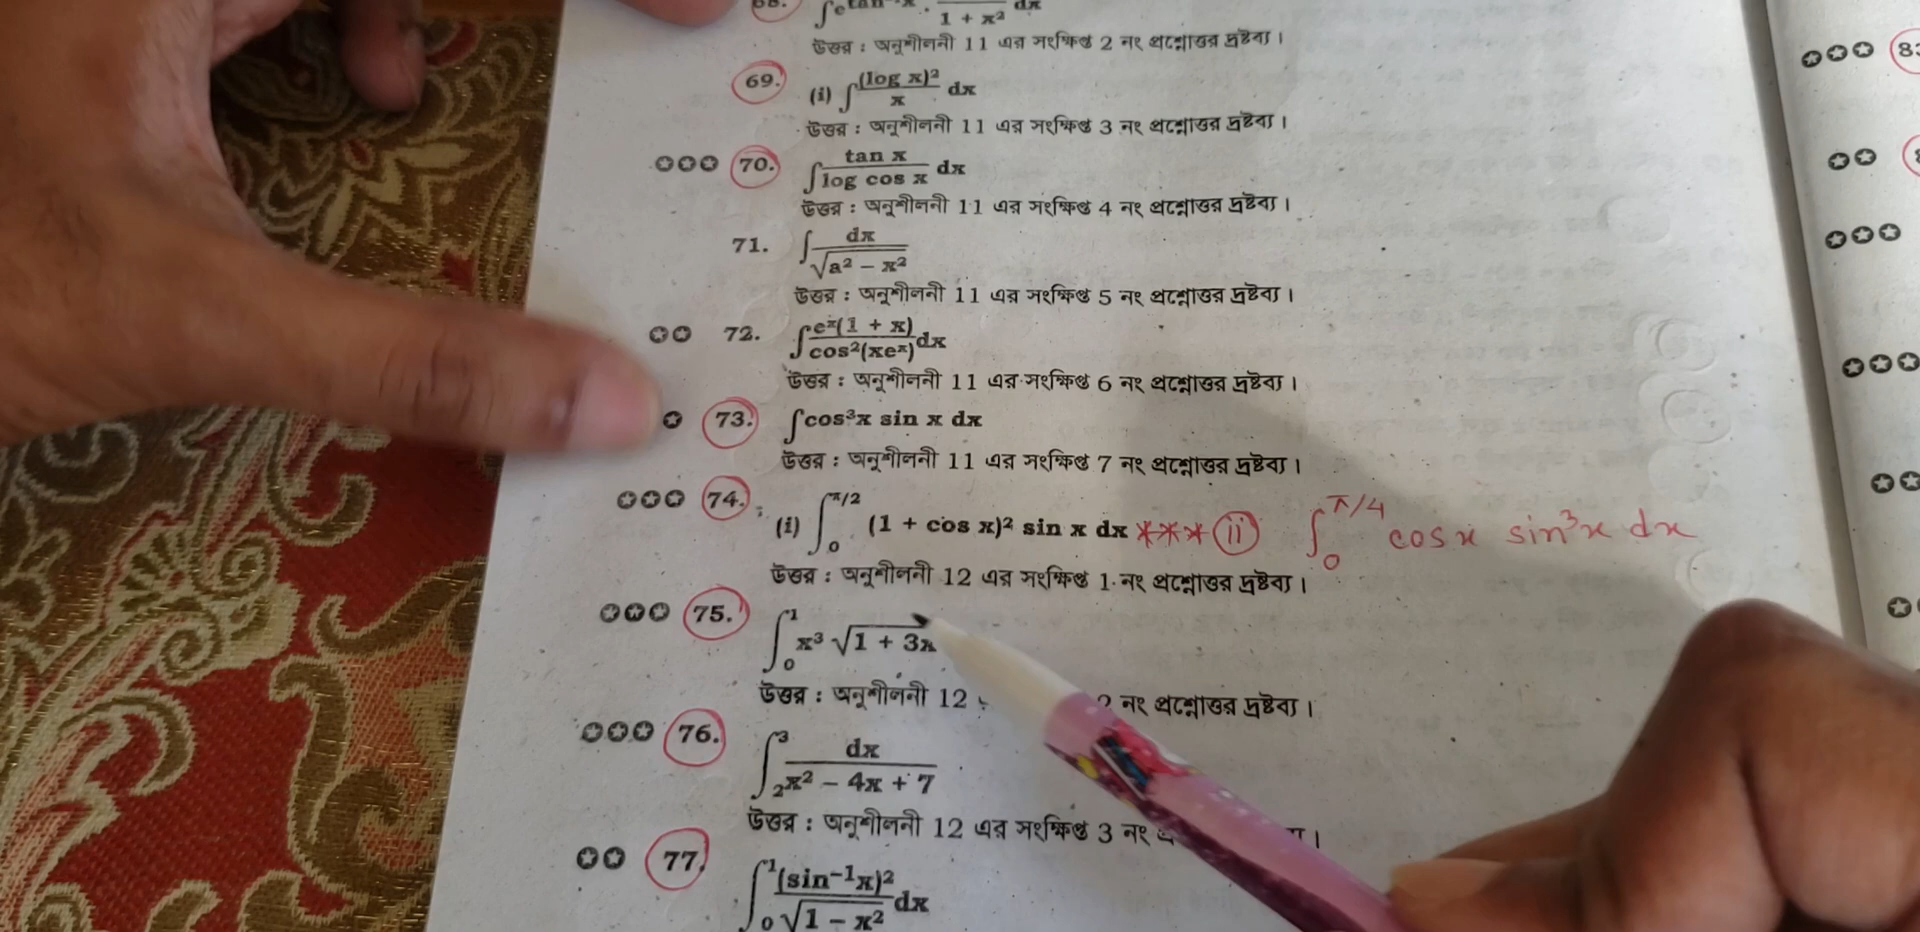 ∫e^tan⁻¹x · 1 + x² dx
উত্তর : অনুশীলনী 11 এর সংক্ষিপ্ত 2 নং প্রশ্নোত্তর দ্রষ্টব্য।
69. (i) ∫(log x)²/x dx
উত্তর : অনুশীলনী 11 এর সংক্ষিপ্ত 3 নং প্রশ্নোত্তর দ্রষ্টব্য।
✪✪✪ 70. ∫tan x/log cos x dx
উত্তর : অনুশীলনী 11 এর সংক্ষিপ্ত 4 নং প্রশ্নোত্তর দ্রষ্টব্য।
71. ∫dx/√(a² − x²)
উত্তর : অনুশীলনী 11 এর সংক্ষিপ্ত 5 নং প্রশ্নোত্তর দ্রষ্টব্য।
✪✪ 72. ∫eˣ(1 + x)/cos²(xeˣ) dx
উত্তর : অনুশীলনী 11 এর সংক্ষিপ্ত 6 নং প্রশ্নোত্তর দ্রষ্টব্য।
✪ 73. ∫cos³x sin x dx
উত্তর : অনুশীলনী 11 এর সংক্ষিপ্ত 7 নং প্রশ্নোত্তর দ্রষ্টব্য।
✪✪✪ 74. (i) ∫₀^π/2 (1 + cos x)² sin x dx *** (ii) ∫₀^π/4 cos x sin³x dx
উত্তর : অনুশীলনী 12 এর সংক্ষিপ্ত 1 নং প্রশ্নোত্তর দ্রষ্টব্য।
✪✪✪ 75. ∫₀¹ x³ √1 + 3x
উত্তর : অনুশীলনী 12 নং প্রশ্নোত্তর দ্রষ্টব্য।
✪✪✪ 76. ∫₂³ dx/x² − 4x + 7
উত্তর : অনুশীলনী 12 এর সংক্ষিপ্ত 3 নং
✪✪ 77. ∫₀¹ (sin⁻¹x)²/√(1 − x²) dx